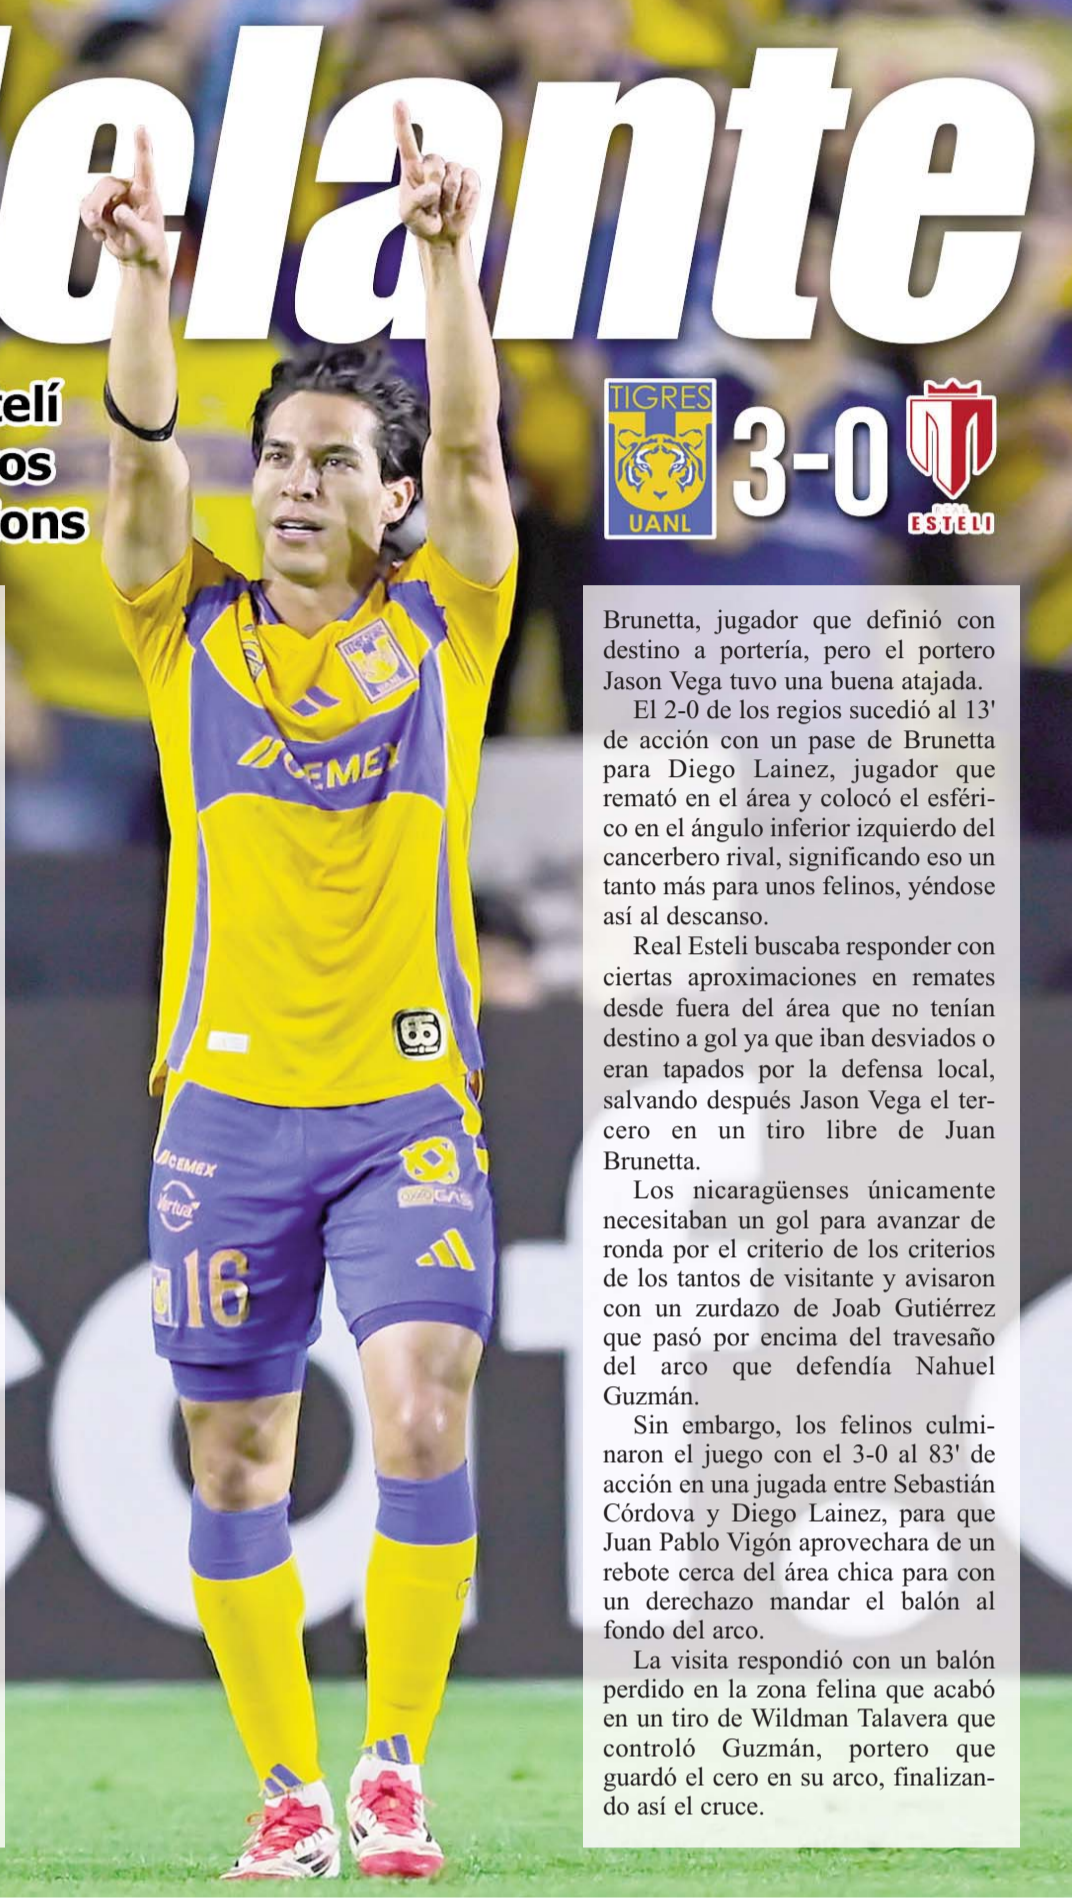 elante
telí
os
ions
TIGRES
UANL
3-0
REAL
ESTELI
Brunetta, jugador que definió con
destino a portería, pero el portero
Jason Vega tuvo una buena atajada.
El 2-0 de los regios sucedió al 13'
de acción con un pase de Brunetta
para Diego Lainez, jugador que
remató en el área y colocó el esféri-
co en el ángulo inferior izquierdo del
cancerbero rival, significando eso un
tanto más para unos felinos, yéndose
así al descanso.
Real Esteli buscaba responder con
ciertas aproximaciones en remates
desde fuera del área que no tenían
destino a gol ya que iban desviados o
eran tapados por la defensa local,
salvando después Jason Vega el ter-
cero en un tiro libre de Juan
Brunetta.
Los nicaragüenses únicamente
necesitaban un gol para avanzar de
ronda por el criterio de los criterios
de los tantos de visitante y avisaron
con un zurdazo de Joab Gutiérrez
que pasó por encima del travesaño
del arco que defendía Nahuel
Guzmán.
Sin embargo, los felinos culmi-
naron el juego con el 3-0 al 83' de
acción en una jugada entre Sebastián
Córdova y Diego Lainez, para que
Juan Pablo Vigón aprovechara de un
rebote cerca del área chica para con
un derechazo mandar el balón al
fondo del arco.
La visita respondió con un balón
perdido en la zona felina que acabó
en un tiro de Wildman Talavera que
controló Guzmán, portero que
guardó el cero en su arco, finalizan-
do así el cruce.
UANL
CEMEX
CEMEX
Vertua
GAS
16